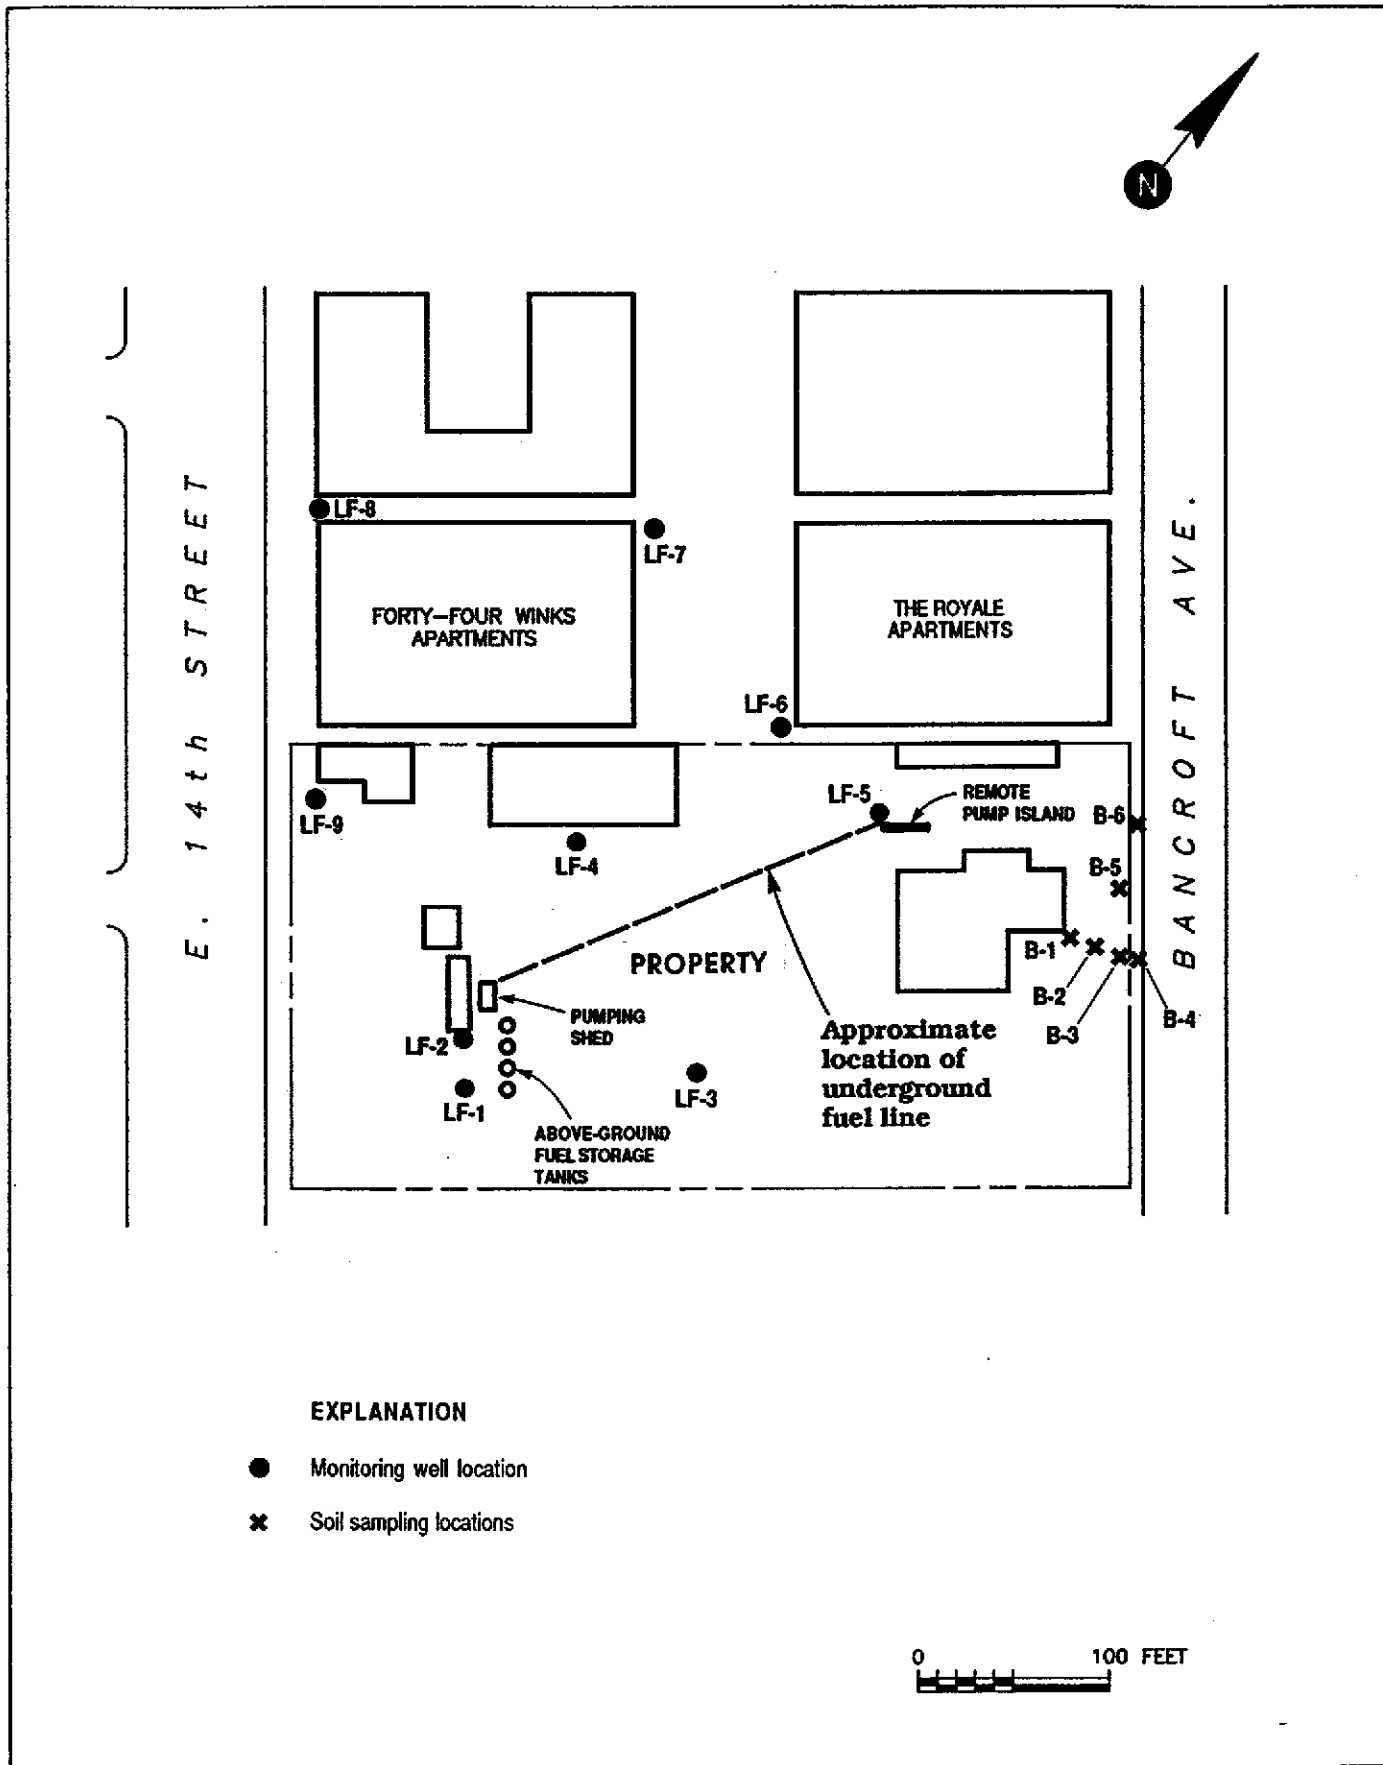 N
E. 14th STREET
BANCROFT AVE.
LF-8
LF-7
FORTY-FOUR WINKS
APARTMENTS
THE ROYALE
APARTMENTS
LF-6
LF-9
LF-4
LF-5
REMOTE
PUMP ISLAND
B-6
B-5
B-1
B-2
B-3
B-4
PROPERTY
PUMPING
SHED
LF-2
LF-1
LF-3
Approximate
location of
underground
fuel line
ABOVE-GROUND
FUEL STORAGE
TANKS
EXPLANATION
Monitoring well location
Soil sampling locations
0 100 FEET